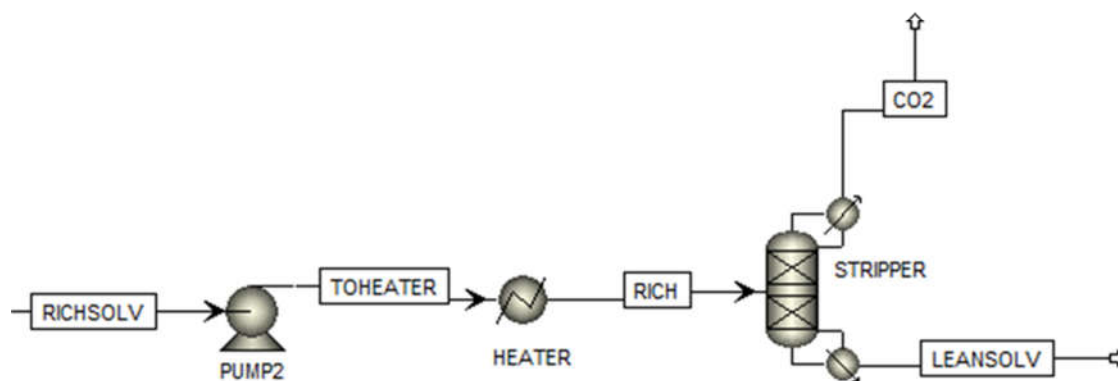 CO2
STRIPPER
RICHSOLV
TOHEATER
RICH
PUMP2
HEATER
LEANSOLV